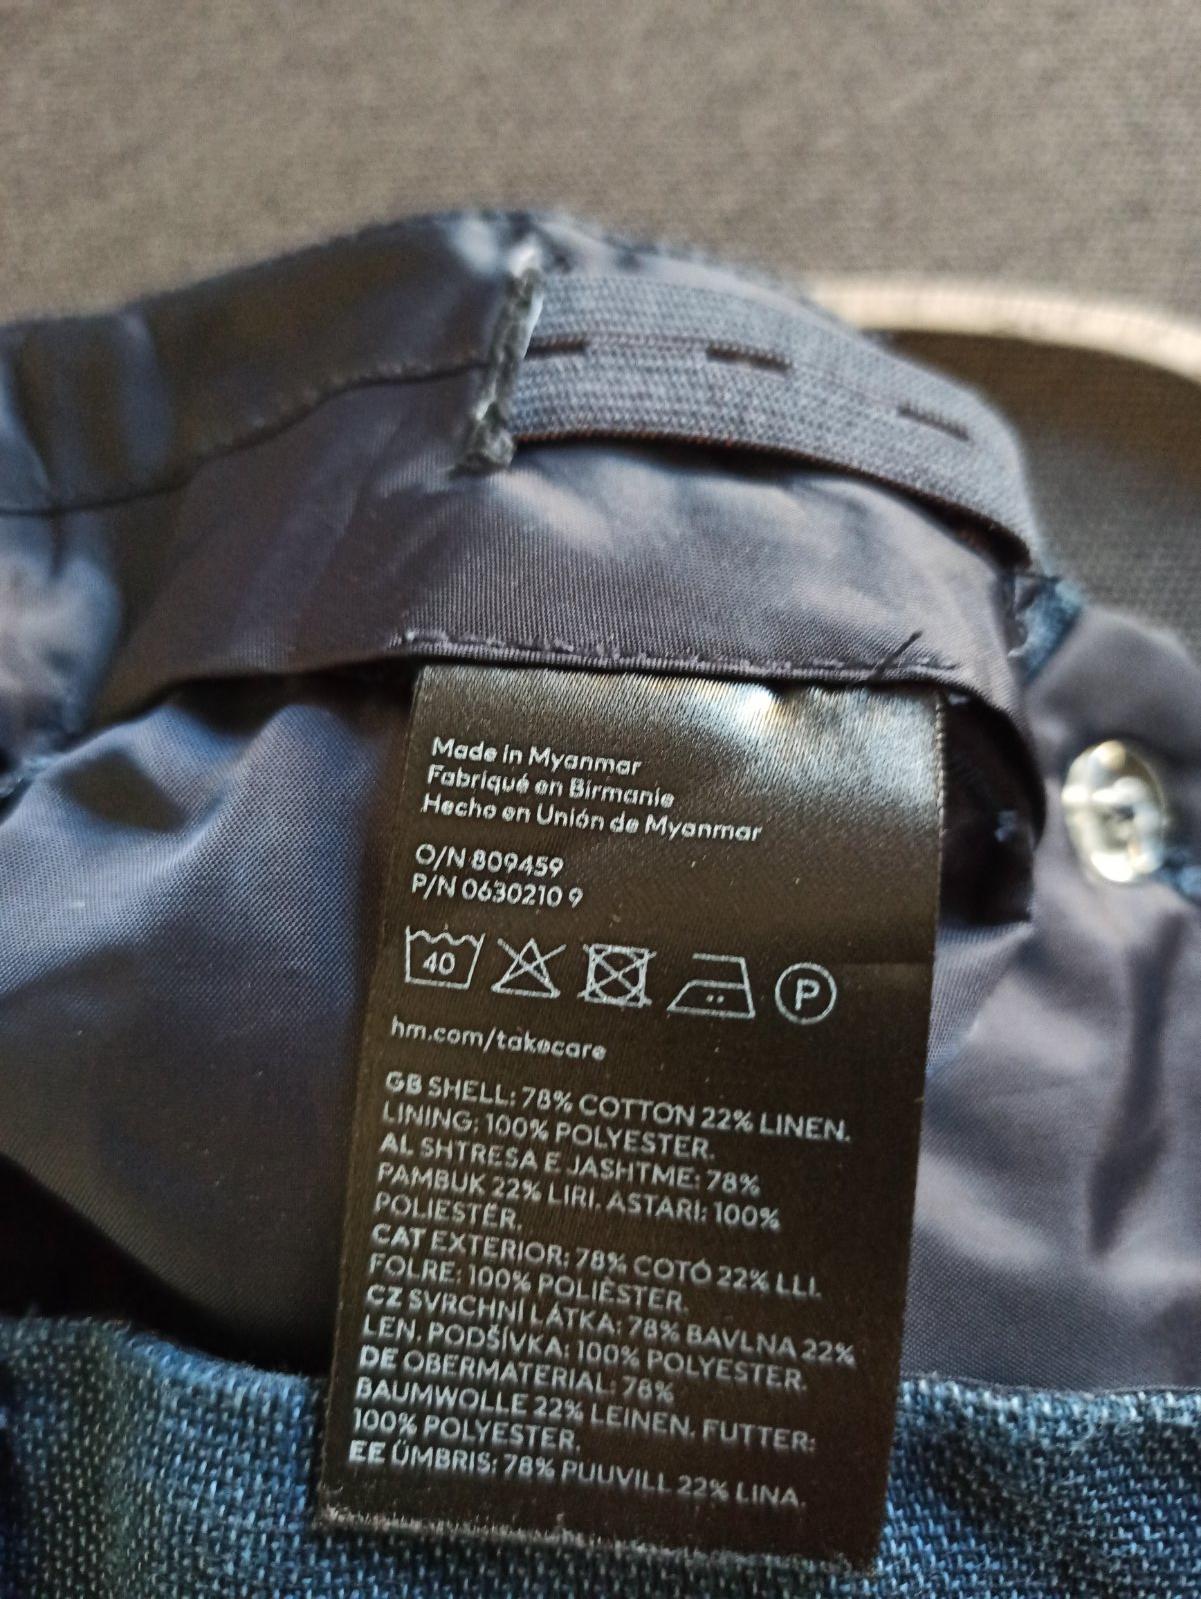 Made in Myanmar
Fabriqué en Birmanie
Hecho en Unión de Myanmar
O/N 809459
P/N 0630210 9
40
P
hm.com/takecare
GB SHELL: 78% COTTON 22% LINEN.
LINING: 100% POLYESTER.
AL SHTRESA E JASHTME: 78%
PAMBUK 22% LIRI. ASTARI: 100%
POLIESTËR.
CAT EXTERIOR: 78% COTÓ 22% LLI.
FOLRE: 100% POLIÈSTER.
CZ SVRCHNÍ LÁTKA: 78% BAVLNA 22%
LEN. PODŠÍVKA: 100% POLYESTER.
DE OBERMATERIAL: 78%
BAUMWOLLE 22% LEINEN. FUTTER:
100% POLYESTER.
EE ÜMBRIS: 78% PUUVILL 22% LINA.